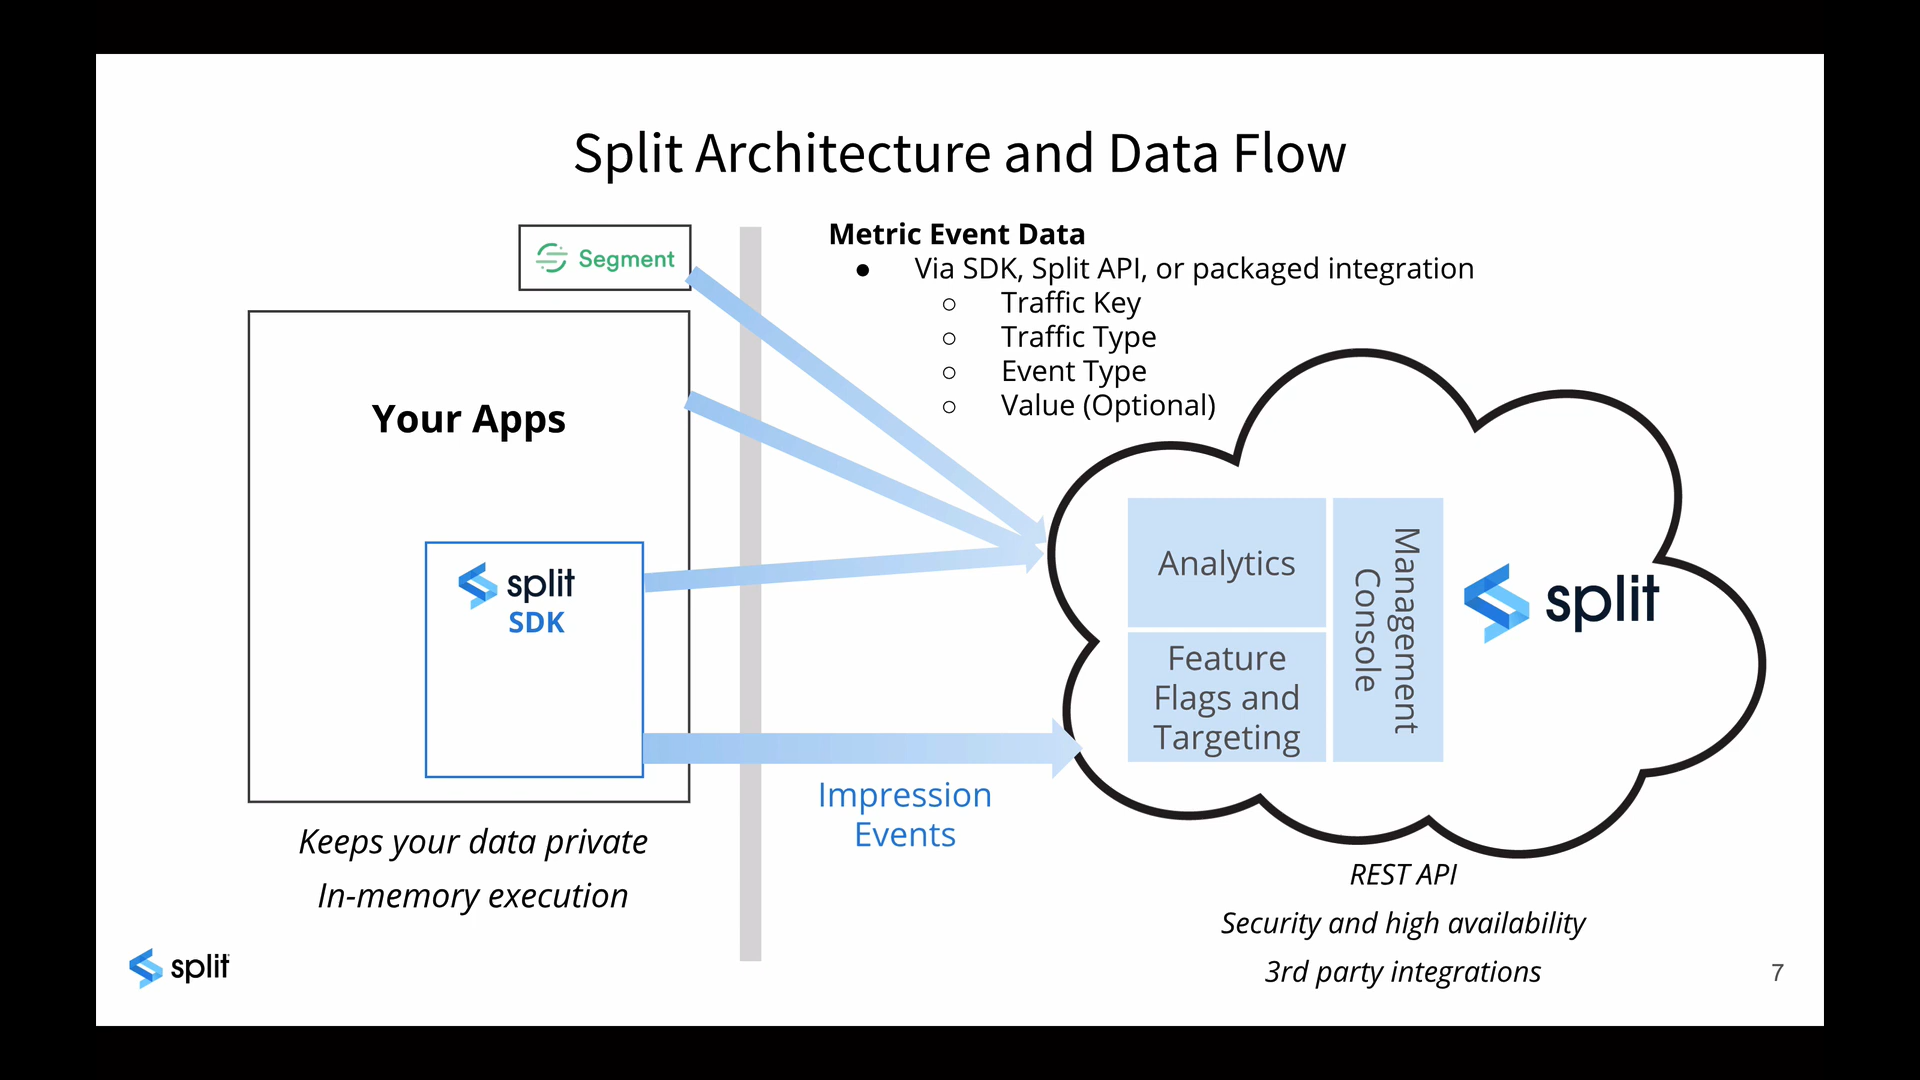 Split Architecture and Data Flow
Segment
Metric Event Data
● Via SDK, Split API, or packaged integration
○ Traffic Key
○ Traffic Type
○ Event Type
○ Value (Optional)
Your Apps
split
SDK
Analytics
Feature
Flags and
Targeting
Management
Console
split
Impression
Events
Keeps your data private
In-memory execution
REST API
Security and high availability
3rd party integrations
split
7